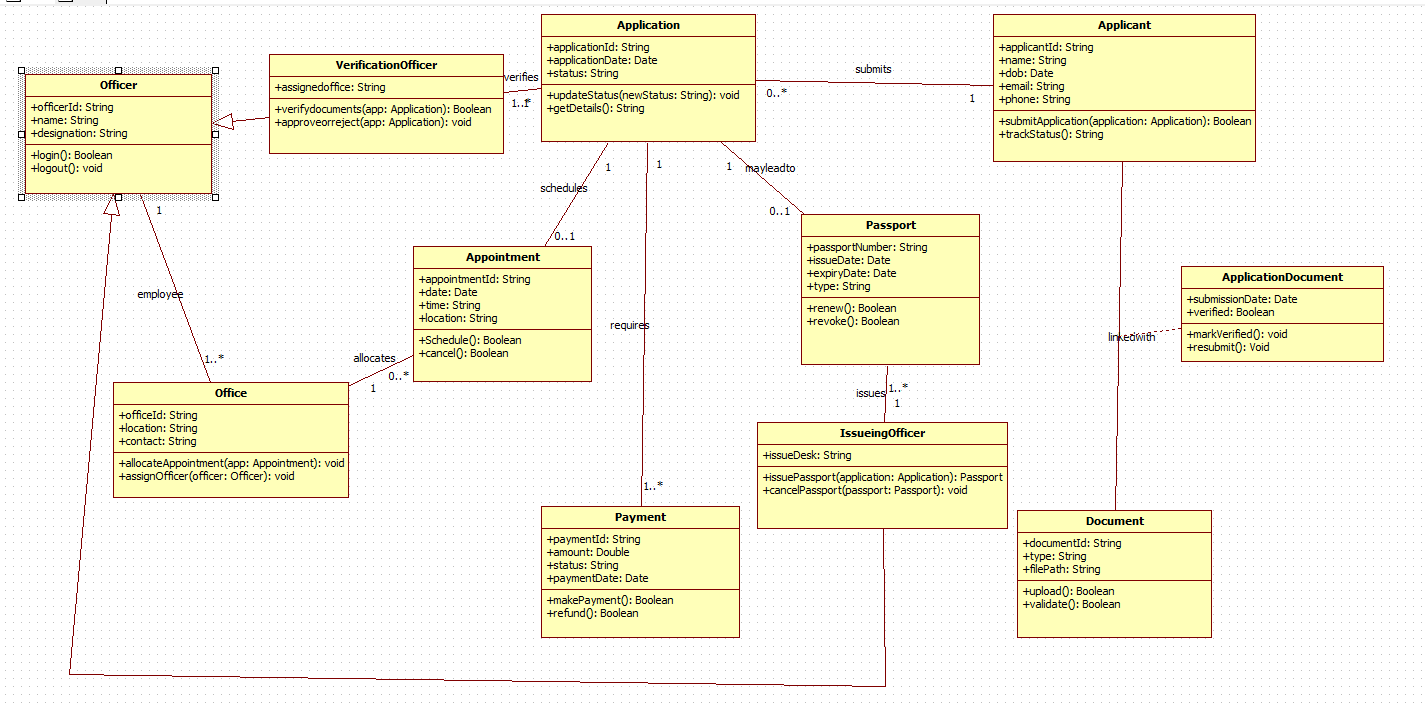 Application
+applicationId: String
+applicationDate: Date
+status: String
+updateStatus(newStatus: String): void
+getDetails(): String
Applicant
+applicantId: String
+name: String
+dob: Date
+email: String
+phone: String
+submitApplication(application: Application): Boolean
+trackStatus(): String
VerificationOfficer
+assignedoffice: String
+verifydocuments(app: Application): Boolean
+approveorreject(app: Application): void
Officer
+officerId: String
+name: String
+designation: String
+login(): Boolean
+logout(): void
verifies
1..*
submits
0..*
1
1
schedules
1
0..1
1
1
mayleadto
0..1
employee
1..*
Appointment
+appointmentId: String
+date: Date
+time: String
+location: String
+Schedule(): Boolean
+cancel(): Boolean
Passport
+passportNumber: String
+issueDate: Date
+expiryDate: Date
+type: String
+renew(): Boolean
+revoke(): Boolean
ApplicationDocument
+submissionDate: Date
+verified: Boolean
+markVerified(): void
+resubmit(): Void
linkedwith
requires
allocates
0..*
1
Office
+officeId: String
+location: String
+contact: String
+allocateAppointment(app: Appointment): void
+assignOfficer(officer: Officer): void
issues
1..*
1
IssueingOfficer
+issueDesk: String
+issuePassport(application: Application): Passport
+cancelPassport(passport: Passport): void
1..*
Payment
+paymentId: String
+amount: Double
+status: String
+paymentDate: Date
+makePayment(): Boolean
+refund(): Boolean
Document
+documentId: String
+type: String
+filePath: String
+upload(): Boolean
+validate(): Boolean